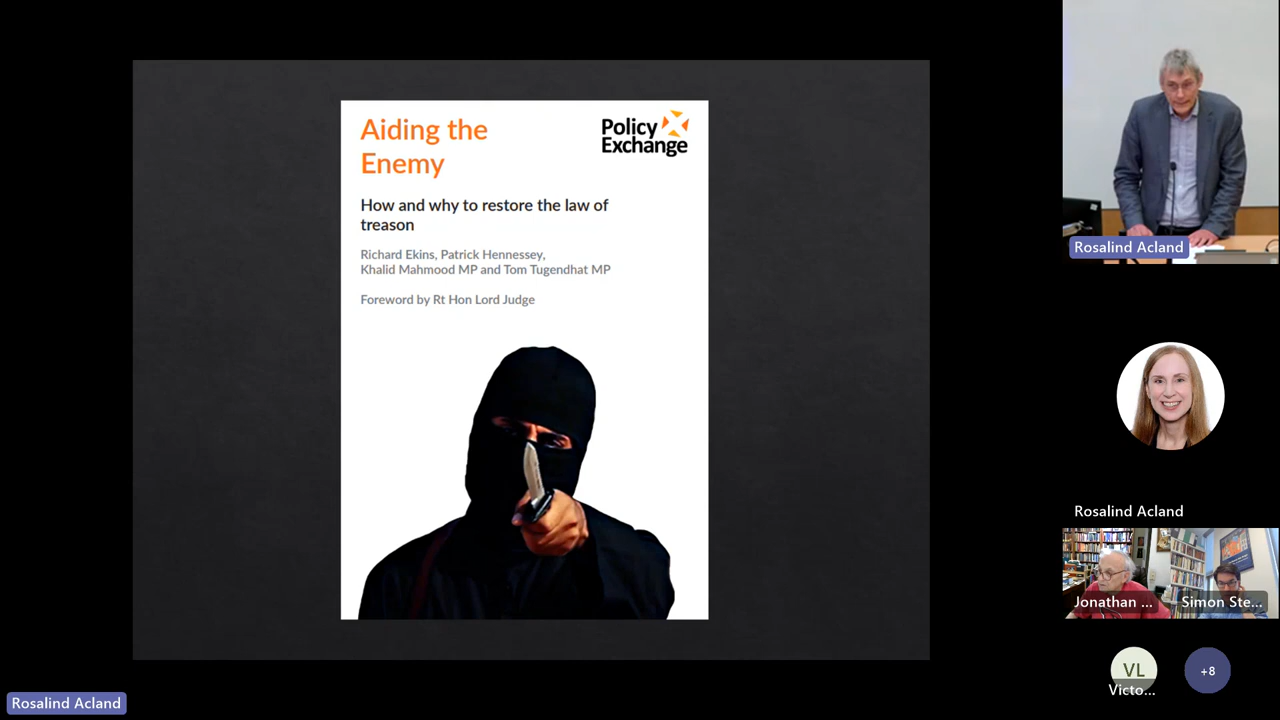 Aiding the
Enemy
Policy
Exchange
How and why to restore the law of
treason
Richard Ekins, Patrick Hennessey,
Khalid Mahmood MP and Tom Tugendhat MP
Foreword by Rt Hon Lord Judge
Rosalind Acland
Rosalind Acland
Jonathan ...
Simon Ste...
VL
Victo...
+8
Rosalind Acland